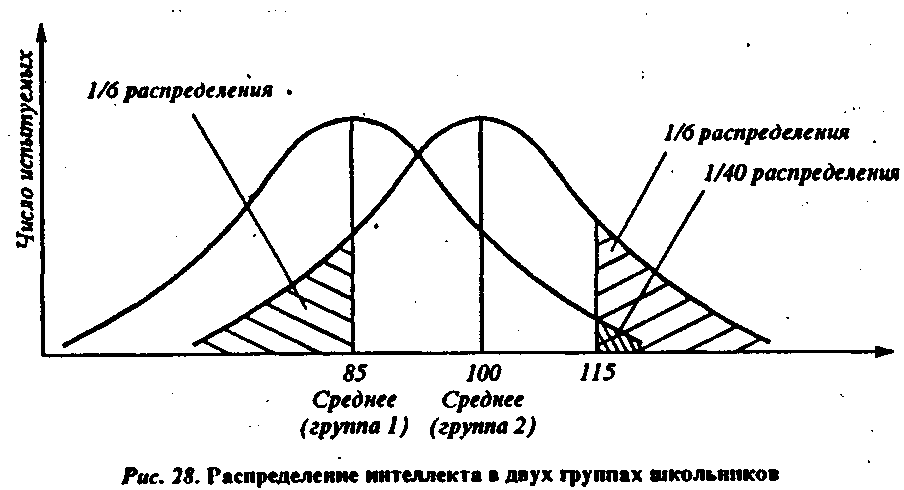 Число испытуемых
1/6 распределения
1/6 распределения
1/40 распределения
85
100
115
Среднее
(группа 1)
Среднее
(группа 2)
Рис. 28. Распределение интеллекта в двух группах школьников